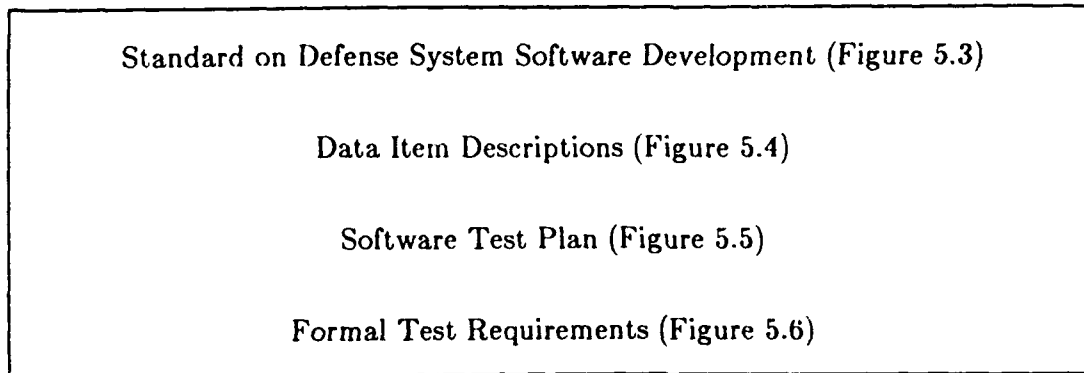 Standard on Defense System Software Development (Figure 5.3)
Data Item Descriptions (Figure 5.4)
Software Test Plan (Figure 5.5)
Formal Test Requirements (Figure 5.6)